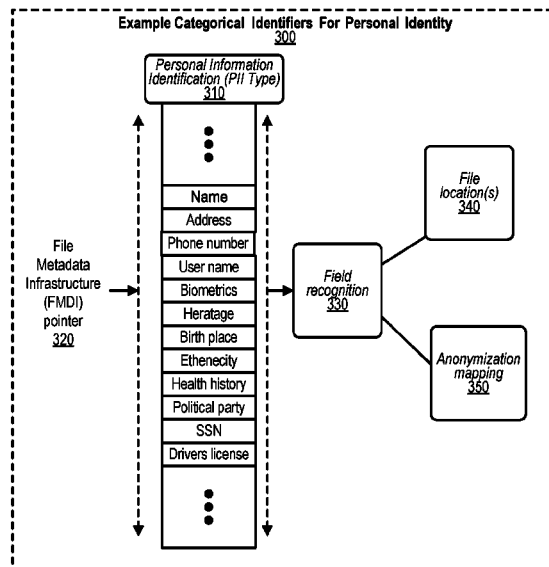 Example Categorical Identifiers For Personal Identity
300
Personal Information
Identification (PII Type)
310
Name
Address
Phone number
User name
Biometrics
Heratage
Birth place
Ethenecity
Health history
Political party
SSN
Drivers license
File
Metadata
Infrastructure
(FMDI)
pointer
320
Field
recognition
330
File
location(s)
340
Anonymization
mapping
350